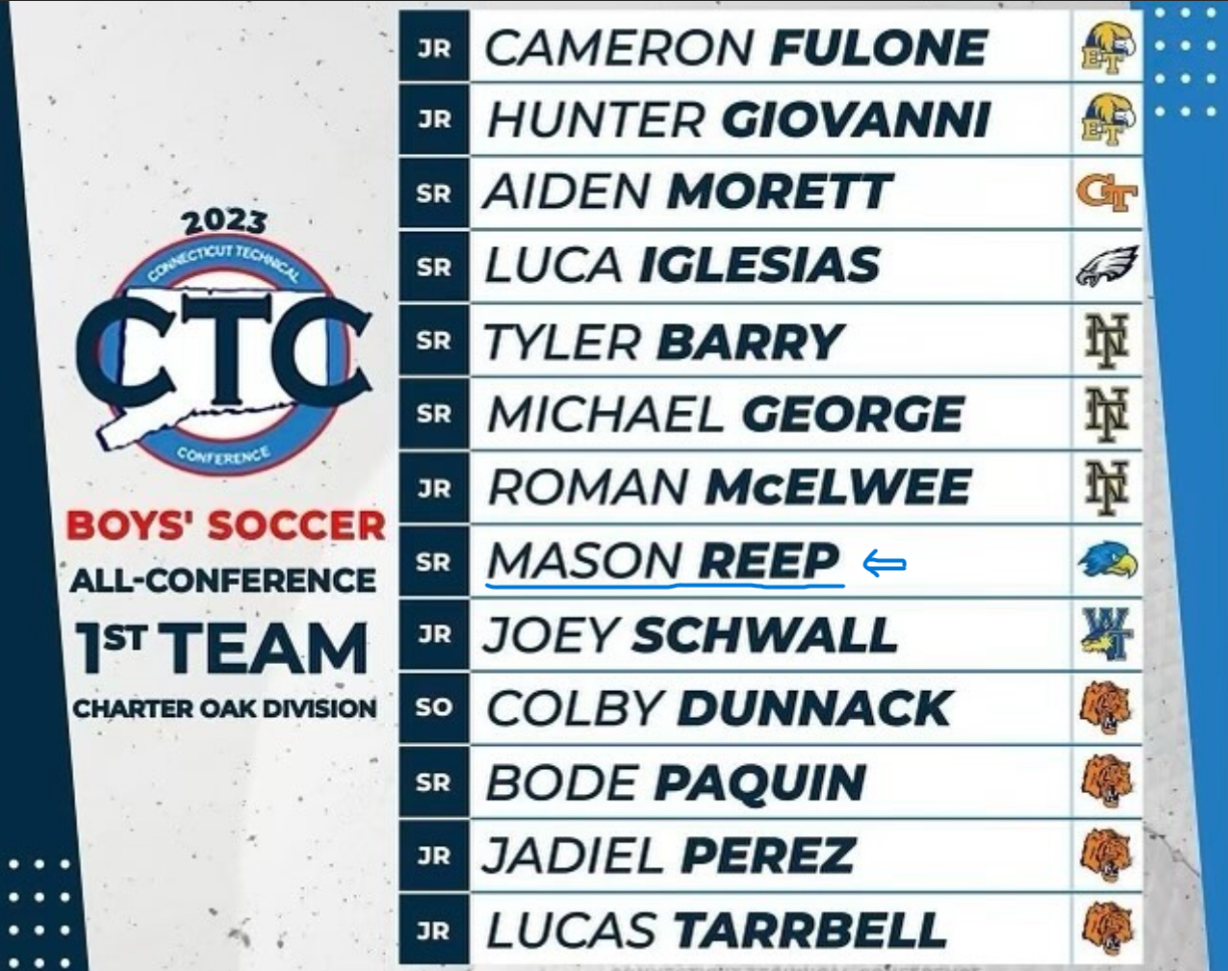 2023
CONNECTICUT TECHNICAL
CTC
CONFERENCE
BOYS' SOCCER
ALL-CONFERENCE
1ST TEAM
CHARTER OAK DIVISION
JR CAMERON FULONE ET
JR HUNTER GIOVANNI ET
SR AIDEN MORETT GT
SR LUCA IGLESIAS
SR TYLER BARRY NT
SR MICHAEL GEORGE NT
JR ROMAN McELWEE NT
SR MASON REEP
JR JOEY SCHWALL WT
SO COLBY DUNNACK
SR BODE PAQUIN
JR JADIEL PEREZ
JR LUCAS TARRBELL